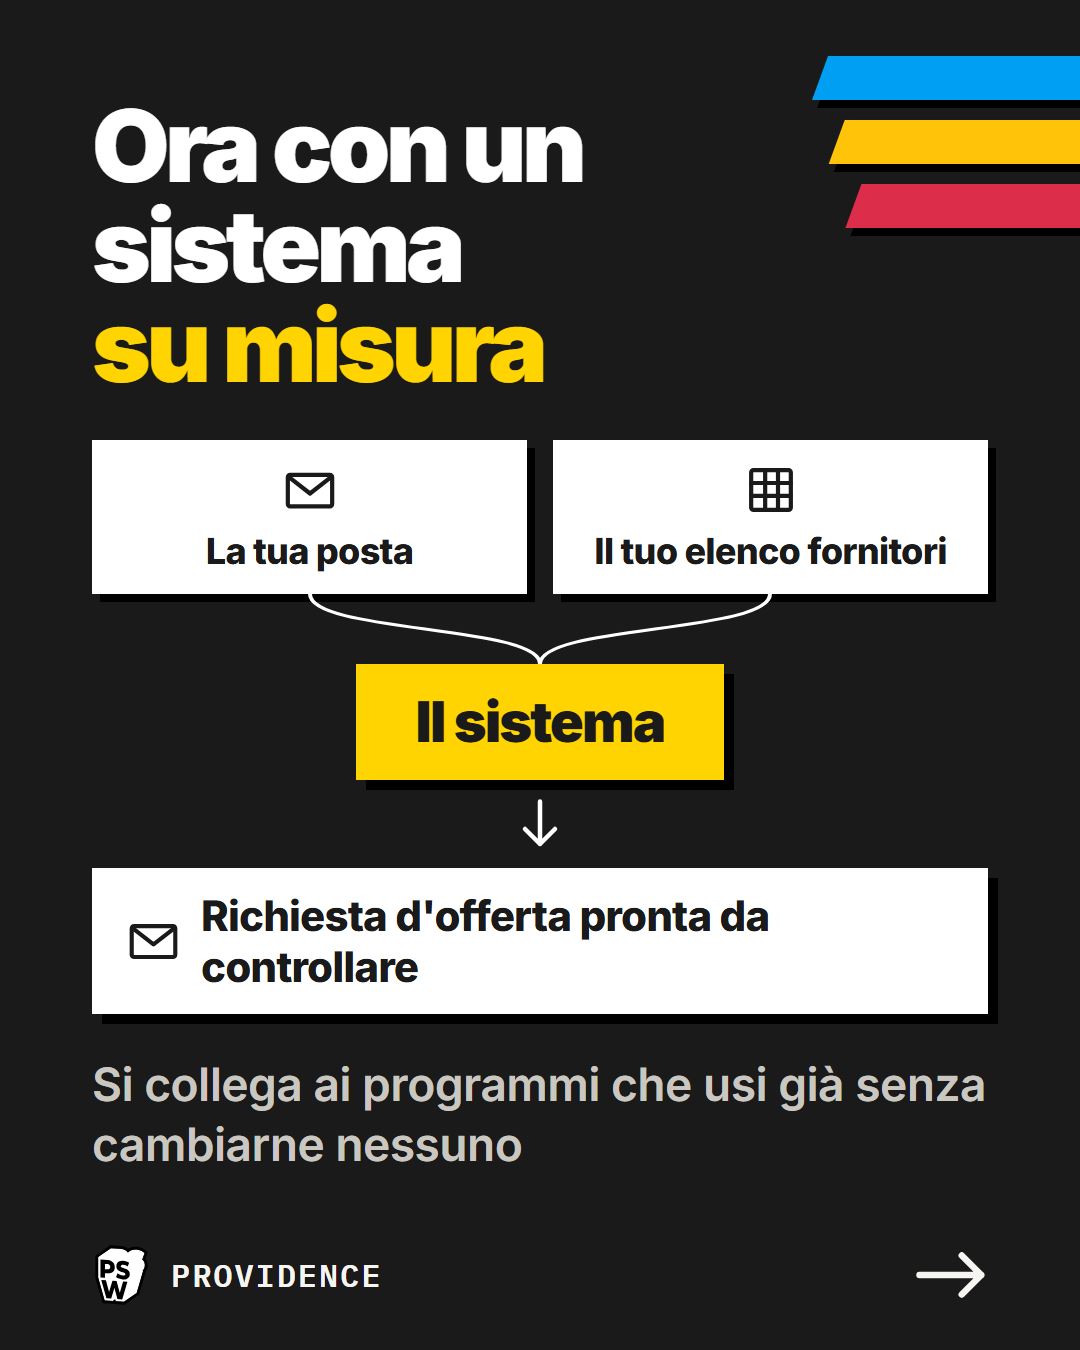 Ora con un
sistema
su misura
La tua posta
Il tuo elenco fornitori
Il sistema
Richiesta d'offerta pronta da
controllare
Si collega ai programmi che usi già senza
cambiarne nessuno
PS
W
PROVIDENCE